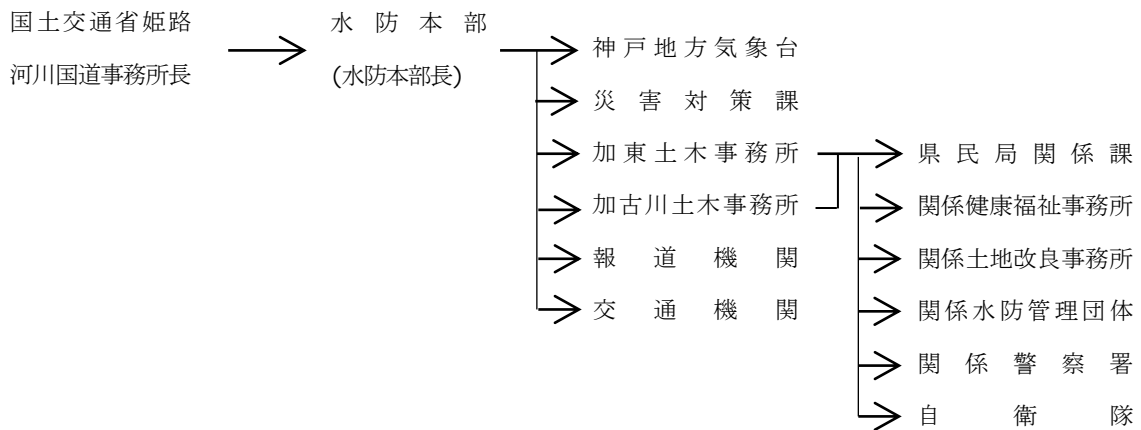 国土交通省姫路
河川国道事務所長
水防本部
(水防本部長)
神戸地方気象台
災害対策課
加東土木事務所
加古川土木事務所
報道機関
交通機関
県民局関係課
関係健康福祉事務所
関係土地改良事務所
関係水防管理団体
関係警察署
自衛隊